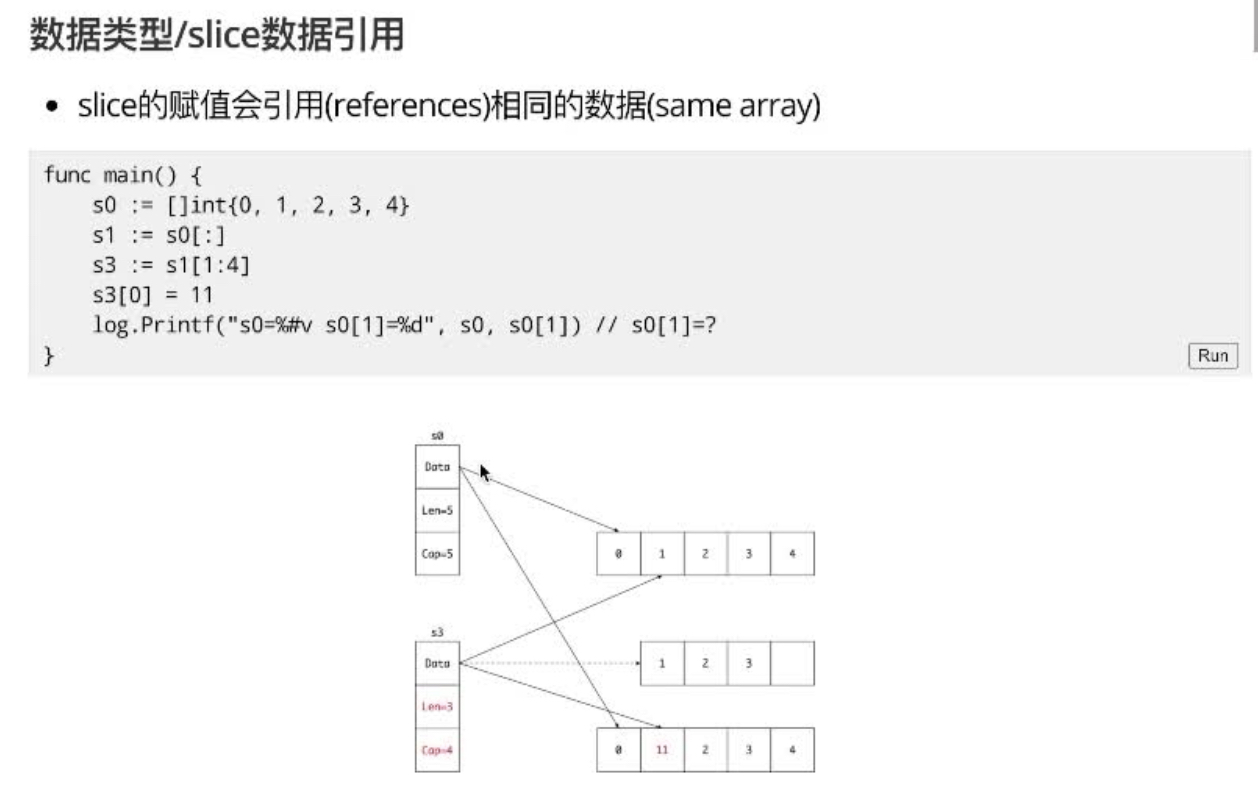 数据类型/slice数据引用
• slice的赋值会引用(references)相同的数据(same array)
func main() {
    s0 := []int{0, 1, 2, 3, 4}
    s1 := s0[:]
    s3 := s1[1:4]
    s3[0] = 11
    log.Printf("s0=%#v s0[1]=%d", s0, s0[1]) // s0[1]=?
}
Run
s0
Data
Len=5
Cap=5
0 1 2 3 4
s3
Data
1 2 3
Len=3
Cap=4
0 11 2 3 4